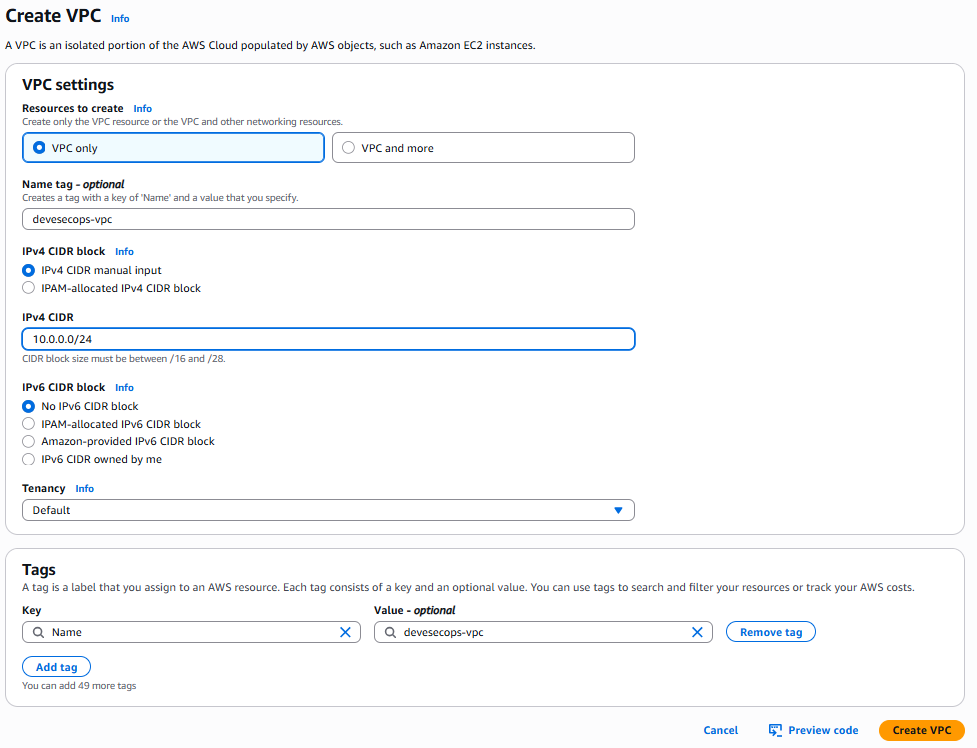 Create VPC Info
A VPC is an isolated portion of the AWS Cloud populated by AWS objects, such as Amazon EC2 instances.
VPC settings
Resources to create Info
Create only the VPC resource or the VPC and other networking resources.
VPC only
VPC and more
Name tag - optional
Creates a tag with a key of 'Name' and a value that you specify.
devesecops-vpc
IPv4 CIDR block Info
IPv4 CIDR manual input
IPAM-allocated IPv4 CIDR block
IPv4 CIDR
10.0.0.0/24
CIDR block size must be between /16 and /28.
IPv6 CIDR block Info
No IPv6 CIDR block
IPAM-allocated IPv6 CIDR block
Amazon-provided IPv6 CIDR block
IPv6 CIDR owned by me
Tenancy Info
Default
Tags
A tag is a label that you assign to an AWS resource. Each tag consists of a key and an optional value. You can use tags to search and filter your resources or track your AWS costs.
Key
Value - optional
Name
devesecops-vpc
Remove tag
Add tag
You can add 49 more tags
Cancel
Preview code
Create VPC